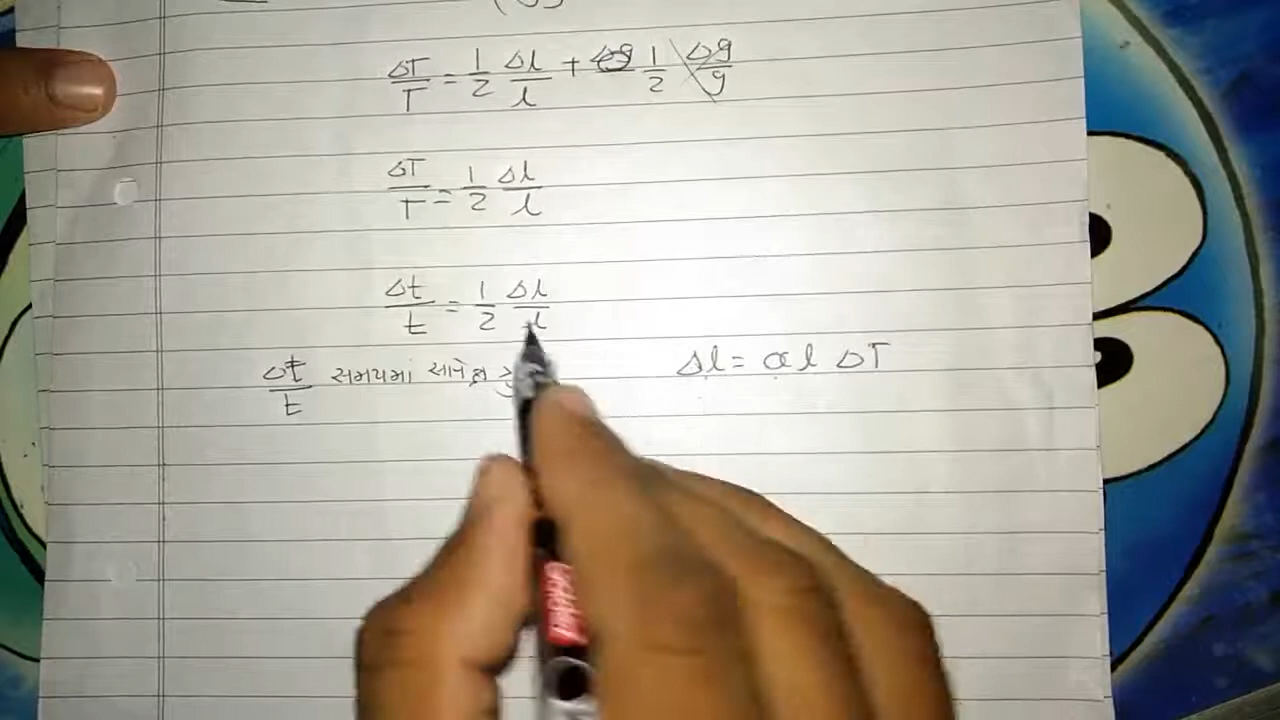 ΔT/T = 1/2 Δl/l + 1/2 Δg/g
ΔT/T = 1/2 Δl/l
Δt/t = 1/2 Δl/l
Δt/t સમયમાં સાપેક્ષ
Δl = α l ΔT